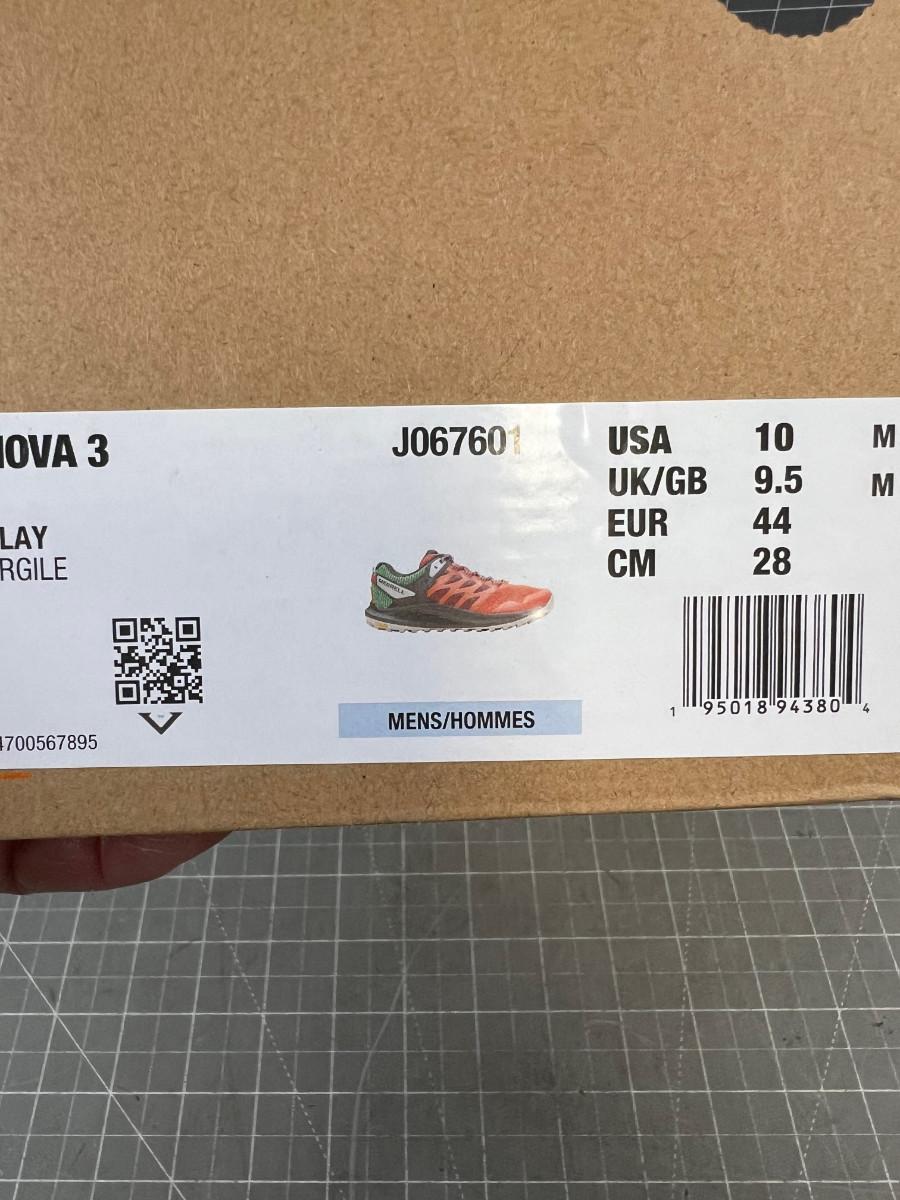 IOVA 3
J067601
USA 10 M
UK/GB 9.5 M
EUR 44
CM 28
LAY
RGILE
MERRELL
MENS/HOMMES
4700567895
1 95018 94380 4